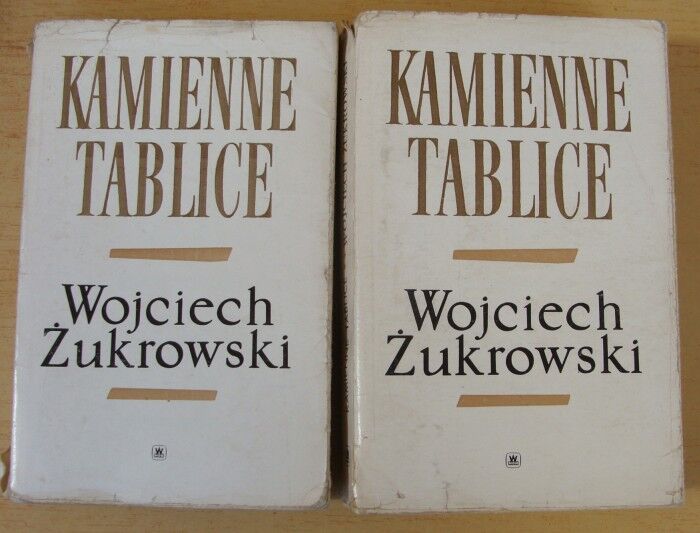 KAMIENNE
TABLICE
Wojciech
Żukrowski
KAMIENNE
TABLICE
Wojciech
Żukrowski